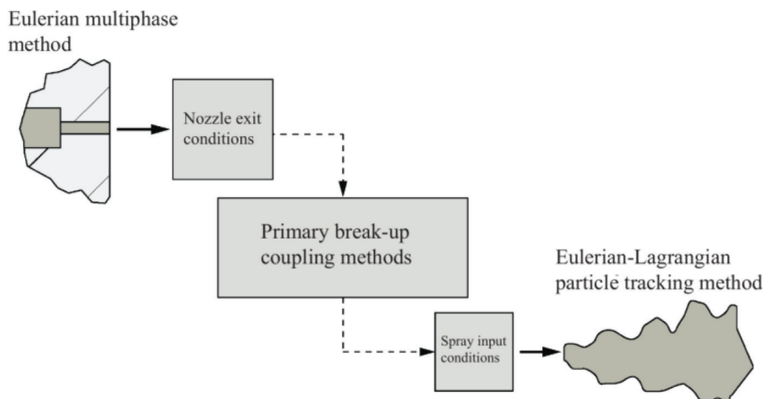 Eulerian multiphase
method
Nozzle exit
conditions
Primary break-up
coupling methods
Eulerian-Lagrangian
particle tracking method
Spray input
conditions